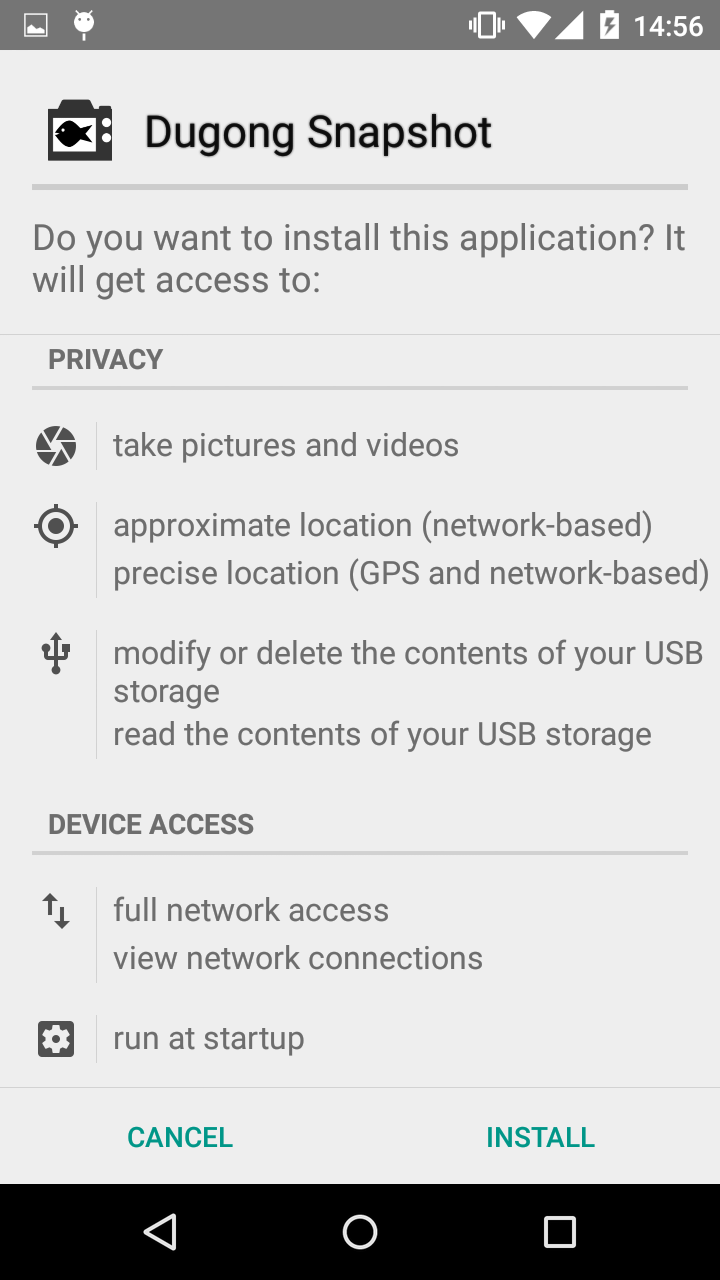 14:56
Dugong Snapshot
Do you want to install this application? It
will get access to:
PRIVACY
take pictures and videos
approximate location (network-based)
precise location (GPS and network-based)
modify or delete the contents of your USB
storage
read the contents of your USB storage
DEVICE ACCESS
full network access
view network connections
run at startup
CANCEL
INSTALL